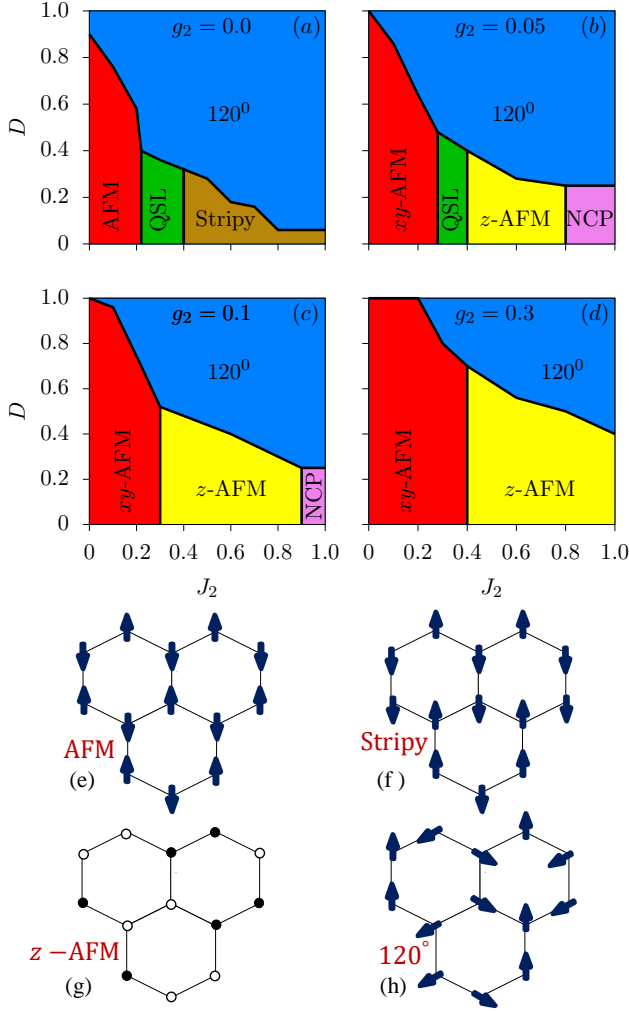 1.0
0.8
0.6
0.4
0.2
0
D
g₂ = 0.0
(a)
120⁰
AFM
QSL
Stripy
g₂ = 0.05
(b)
120⁰
xy-AFM
QSL
z-AFM
NCP
1.0
0.8
0.6
0.4
0.2
0
D
g₂ = 0.1
(c)
120⁰
xy-AFM
z-AFM
NCP
0 0.2 0.4 0.6 0.8 1.0
J₂
g₂ = 0.3
(d)
120⁰
xy-AFM
z-AFM
0 0.2 0.4 0.6 0.8 1.0
J₂
AFM
(e)
Stripy
(f)
z −AFM
(g)
120°
(h)